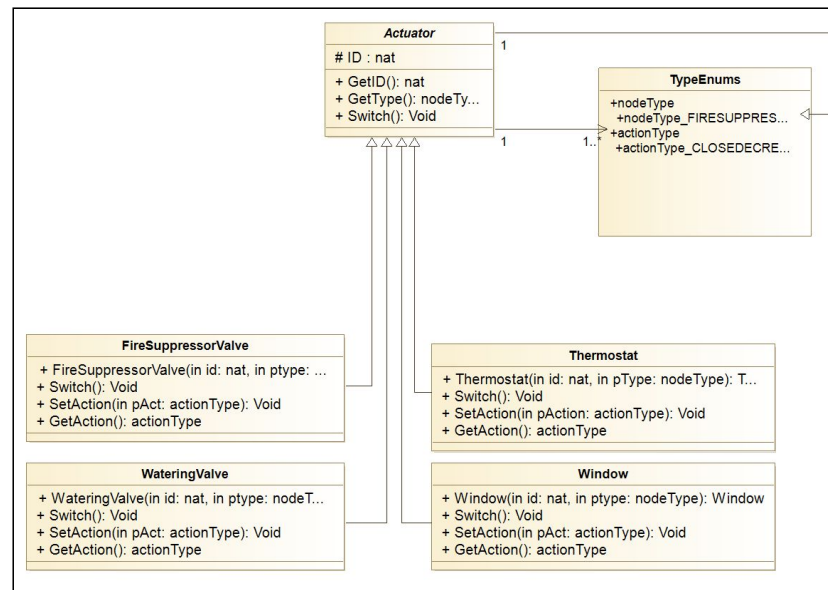 Actuator
# ID : nat
+ GetID(): nat
+ GetType(): nodeTy...
+ Switch(): Void
1
1
1..*
TypeEnums
+nodeType
+nodeType_FIRESUPPRES...
+actionType
+actionType_CLOSEDECRE...
FireSuppressorValve
+ FireSuppressorValve(in id: nat, in ptype: ...
+ Switch(): Void
+ SetAction(in pAct: actionType): Void
+ GetAction(): actionType
Thermostat
+ Thermostat(in id: nat, in pType: nodeType): T...
+ Switch(): Void
+ SetAction(in pAction: actionType): Void
+ GetAction(): actionType
WateringValve
+ WateringValve(in id: nat, in ptype: nodeT...
+ Switch(): Void
+ SetAction(in pAct: actionType): Void
+ GetAction(): actionType
Window
+ Window(in id: nat, in ptype: nodeType): Window
+ Switch(): Void
+ SetAction(in pAct: actionType): Void
+ GetAction(): actionType